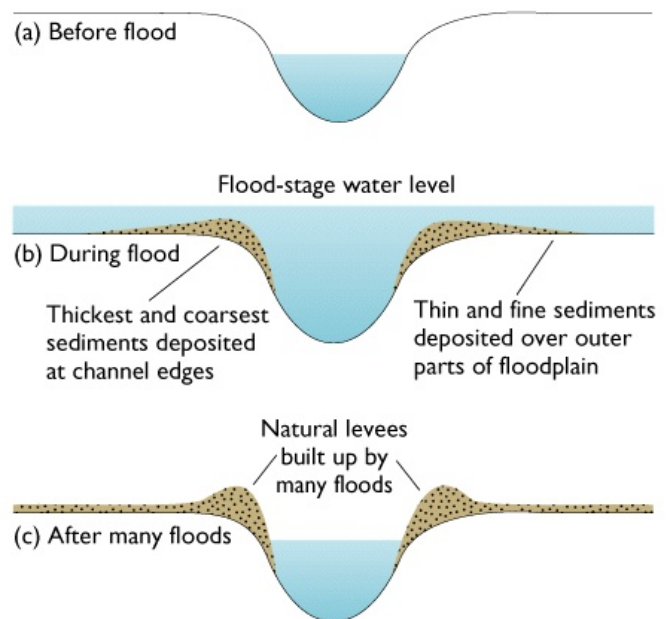 (a) Before flood
Flood-stage water level
(b) During flood
Thickest and coarsest
sediments deposited
at channel edges
Thin and fine sediments
deposited over outer
parts of floodplain
Natural levees
built up by
many floods
(c) After many floods